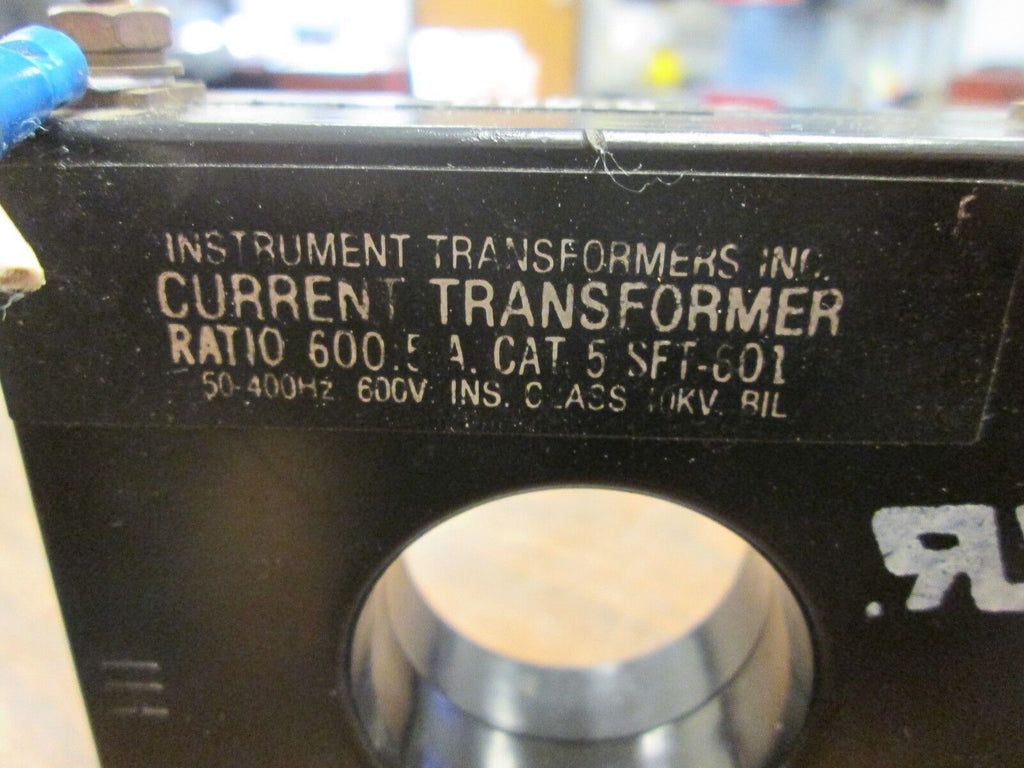 INSTRUMENT TRANSFORMERS INC.
CURRENT TRANSFORMER
RATIO 600:5 A. CAT. 5 SFT-601
50-400Hz. 600V. INS. CLASS 10KV. BIL